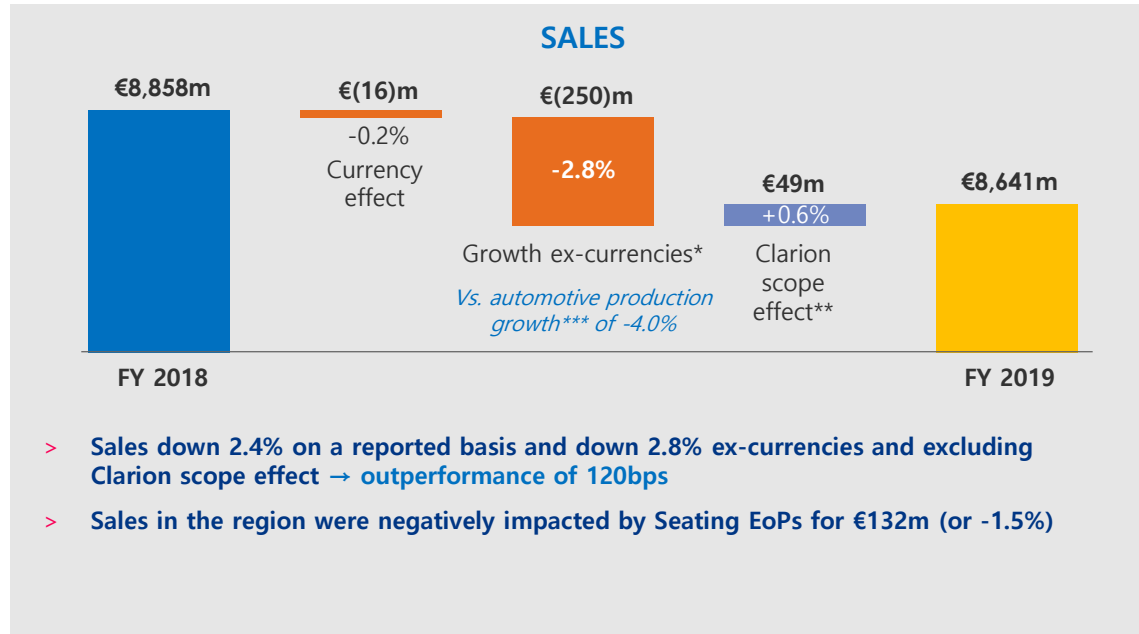 SALES
€8,858m
€(16)m
-0.2%
Currency
effect
€(250)m
-2.8%
Growth ex-currencies*
Vs. automotive production
growth*** of -4.0%
€49m
+0.6%
Clarion
scope
effect**
€8,641m
FY 2018
FY 2019
> Sales down 2.4% on a reported basis and down 2.8% ex-currencies and excluding
Clarion scope effect → outperformance of 120bps
> Sales in the region were negatively impacted by Seating EoPs for €132m (or -1.5%)